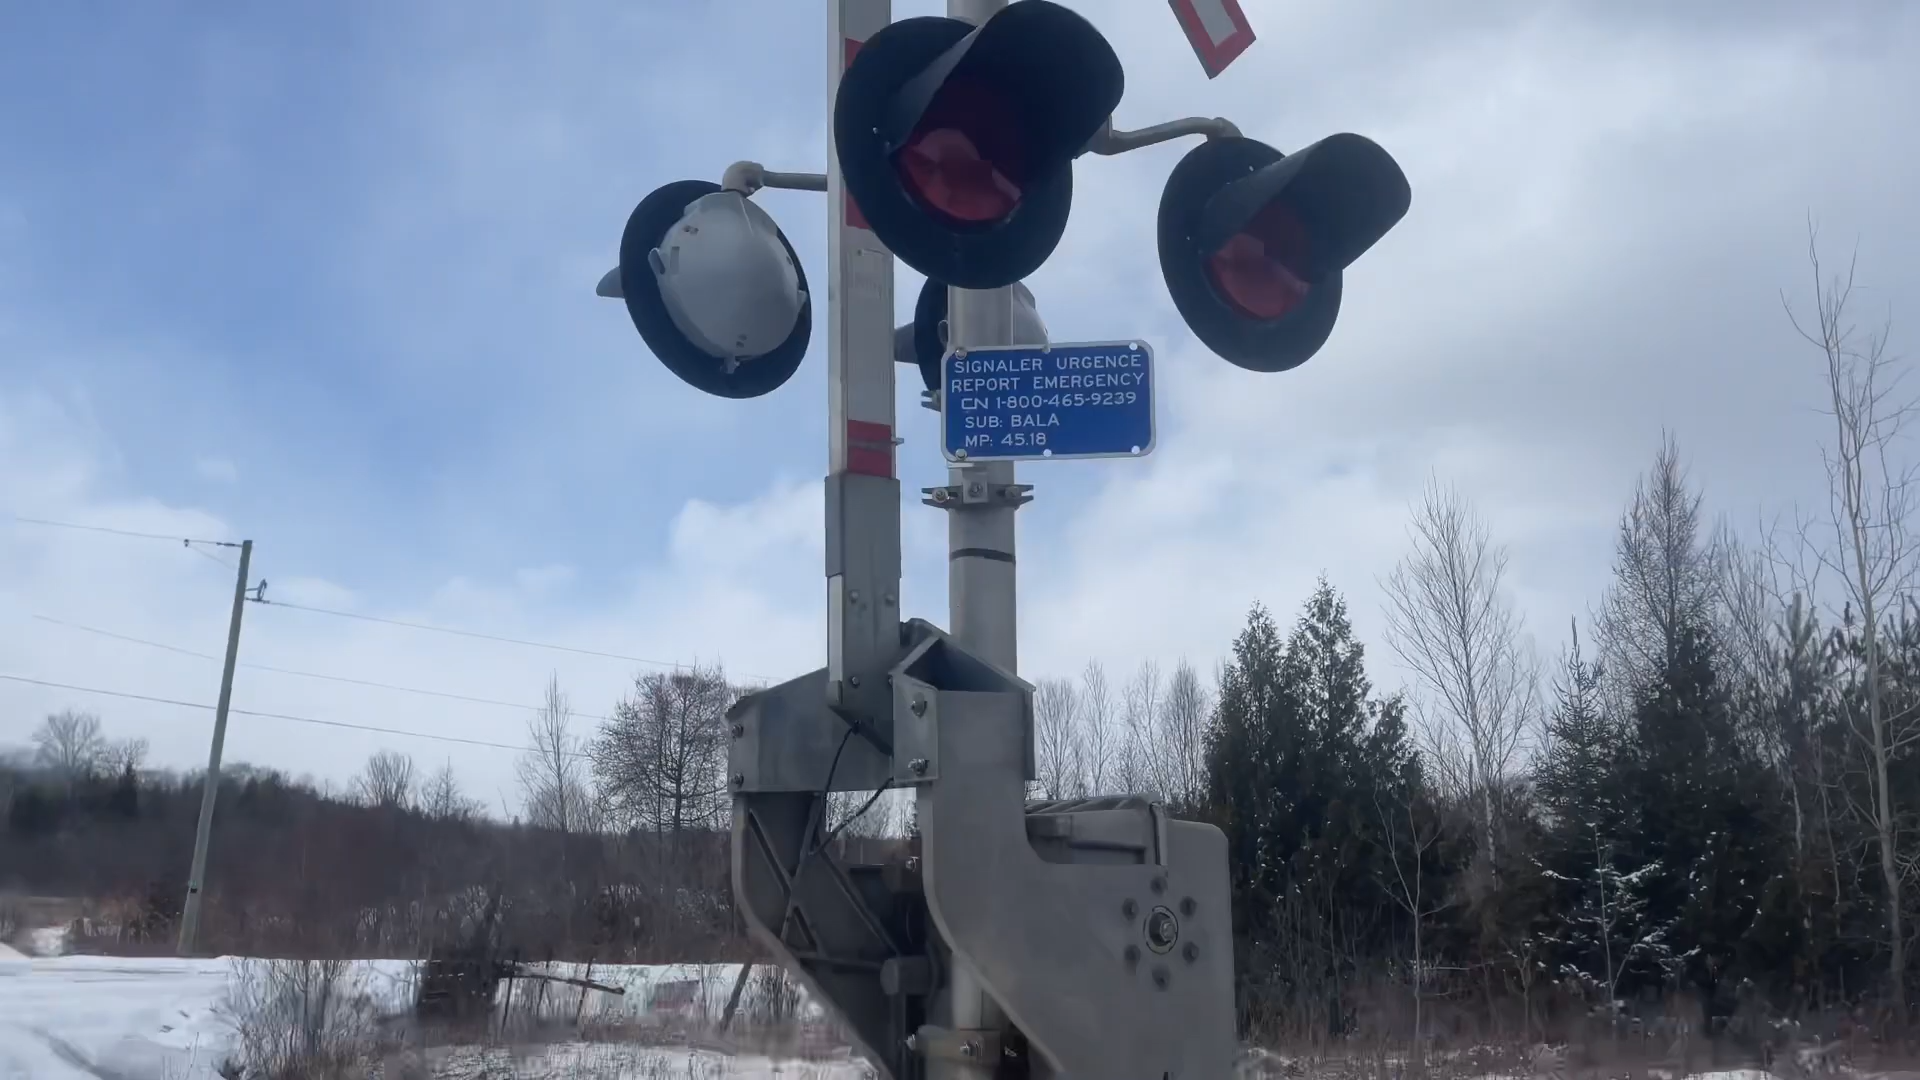 SIGNALER URGENCE
REPORT EMERGENCY
CN 1-800-465-9239
SUB: BALA
MP: 45.18